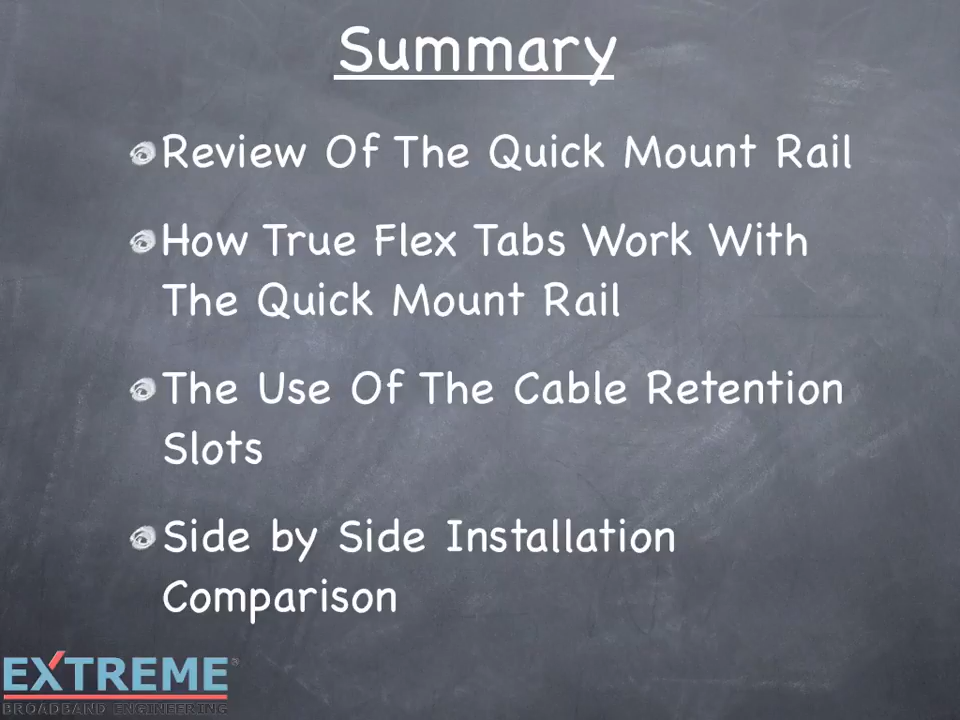 Summary
Review Of The Quick Mount Rail
How True Flex Tabs Work With
The Quick Mount Rail
The Use Of The Cable Retention
Slots
Side by Side Installation
Comparison
EXTREME®
BROADBAND ENGINEERING